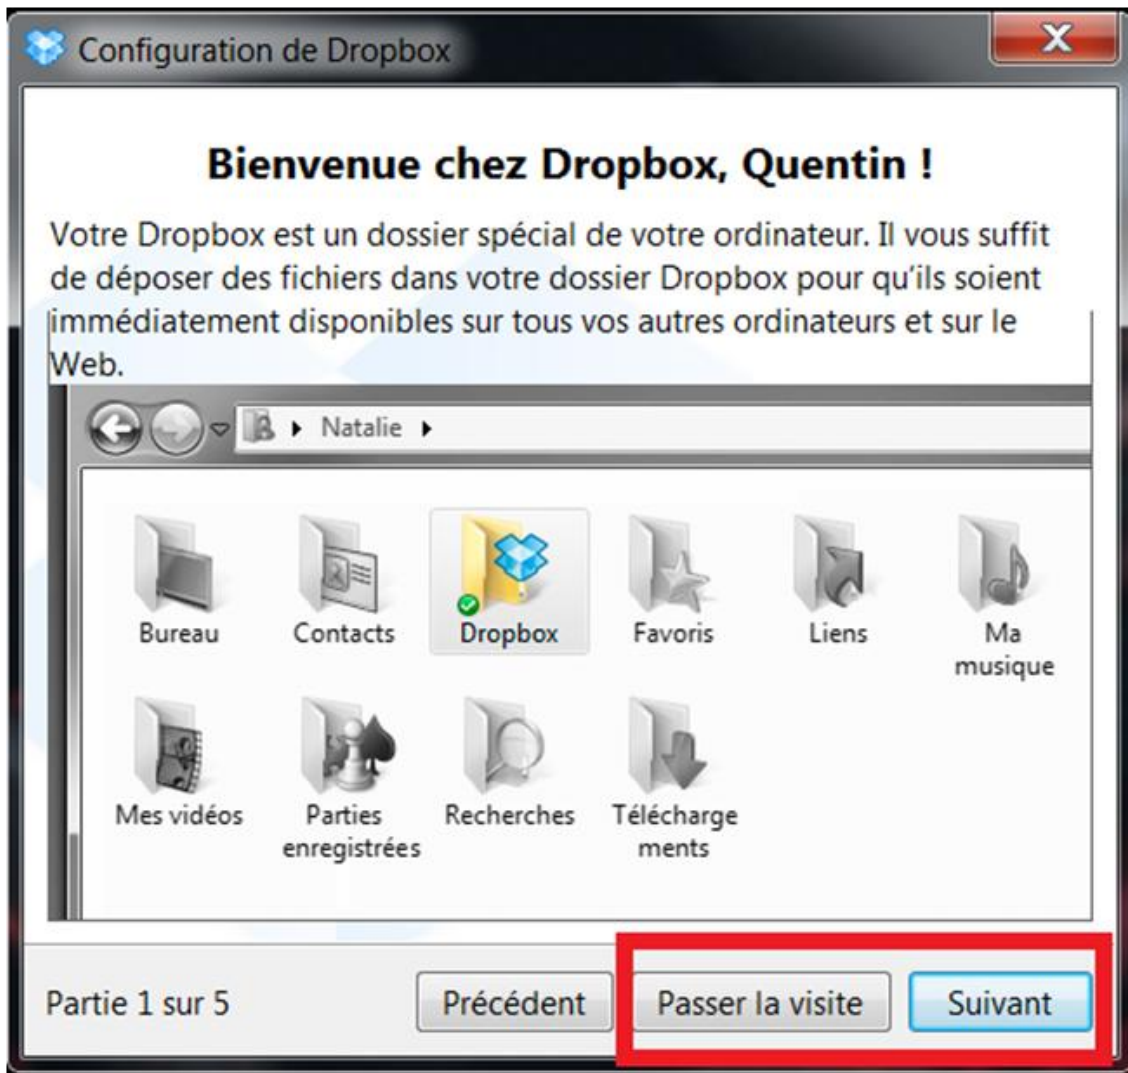 Configuration de Dropbox
Bienvenue chez Dropbox, Quentin !
Votre Dropbox est un dossier spécial de votre ordinateur. Il vous suffit
de déposer des fichiers dans votre dossier Dropbox pour qu'ils soient
immédiatement disponibles sur tous vos autres ordinateurs et sur le
Web.
Natalie
Bureau
Contacts
Dropbox
Favoris
Liens
Ma
musique
Mes vidéos
Parties
enregistrées
Recherches
Télécharge
ments
Partie 1 sur 5
Précédent
Passer la visite
Suivant